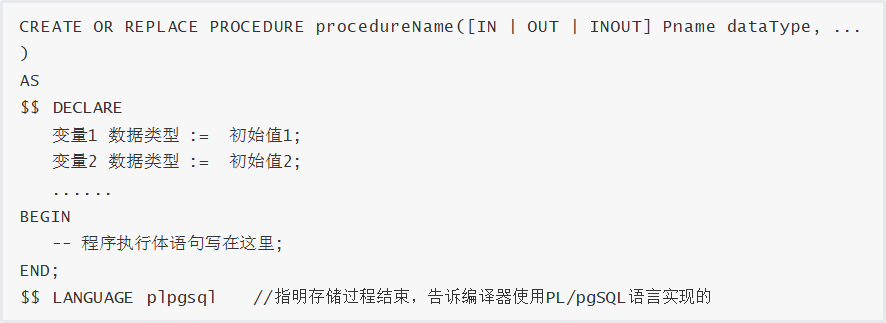 CREATE OR REPLACE PROCEDURE procedureName([IN | OUT | INOUT] Pname dataType, ...
)
AS
$$ DECLARE
变量1 数据类型 := 初始值1;
变量2 数据类型 := 初始值2;
......
BEGIN
-- 程序执行体语句写在这里;
END;
$$ LANGUAGE plpgsql //指明存储过程结束，告诉编译器使用PL/pgSQL语言实现的